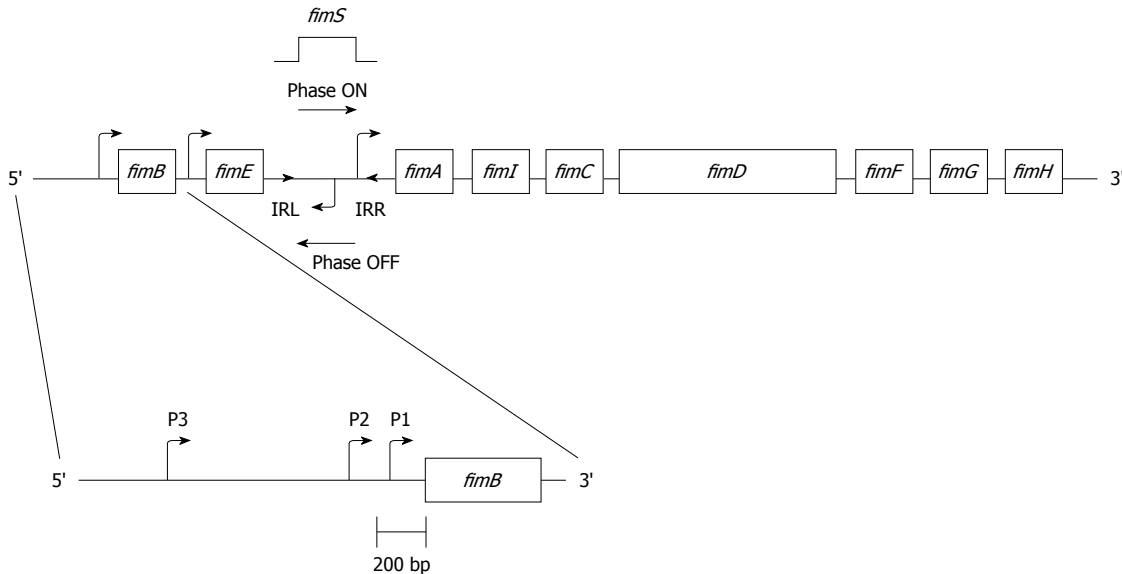 fimS
Phase ON
5' fimB fimE fimA fimI fimC fimD fimF fimG fimH 3'
IRL IRR
Phase OFF
P3 P2 P1
5' fimB 3'
200 bp